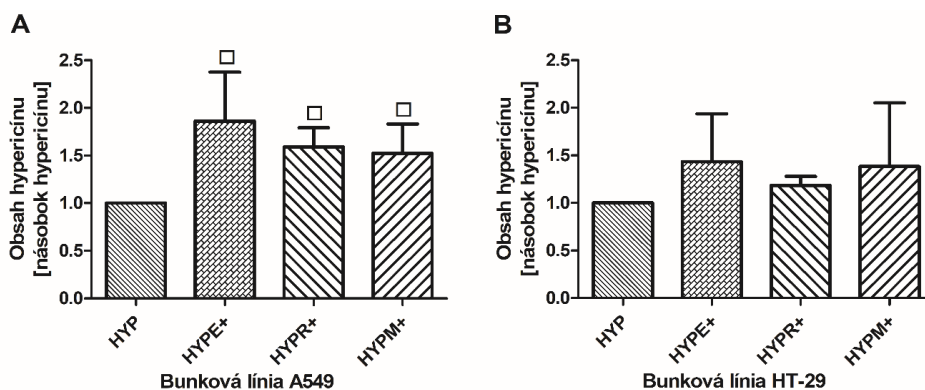 A
Obsah hypericínu
[násobok hypericínu]
2.5
2.0
1.5
1.0
0.5
0.0
HYP
HYPE+
HYPR+
HYPM+
Bunková línia A549
B
Obsah hypericínu
[násobok hypericínu]
2.5
2.0
1.5
1.0
0.5
0.0
HYP
HYPE+
HYPR+
HYPM+
Bunková línia HT-29